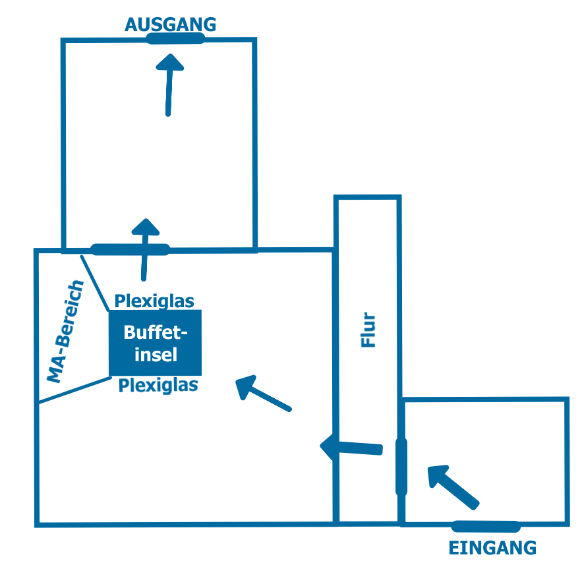 AUSGANG
MA-Bereich
Plexiglas
Buffet-
insel
Plexiglas
Flur
EINGANG